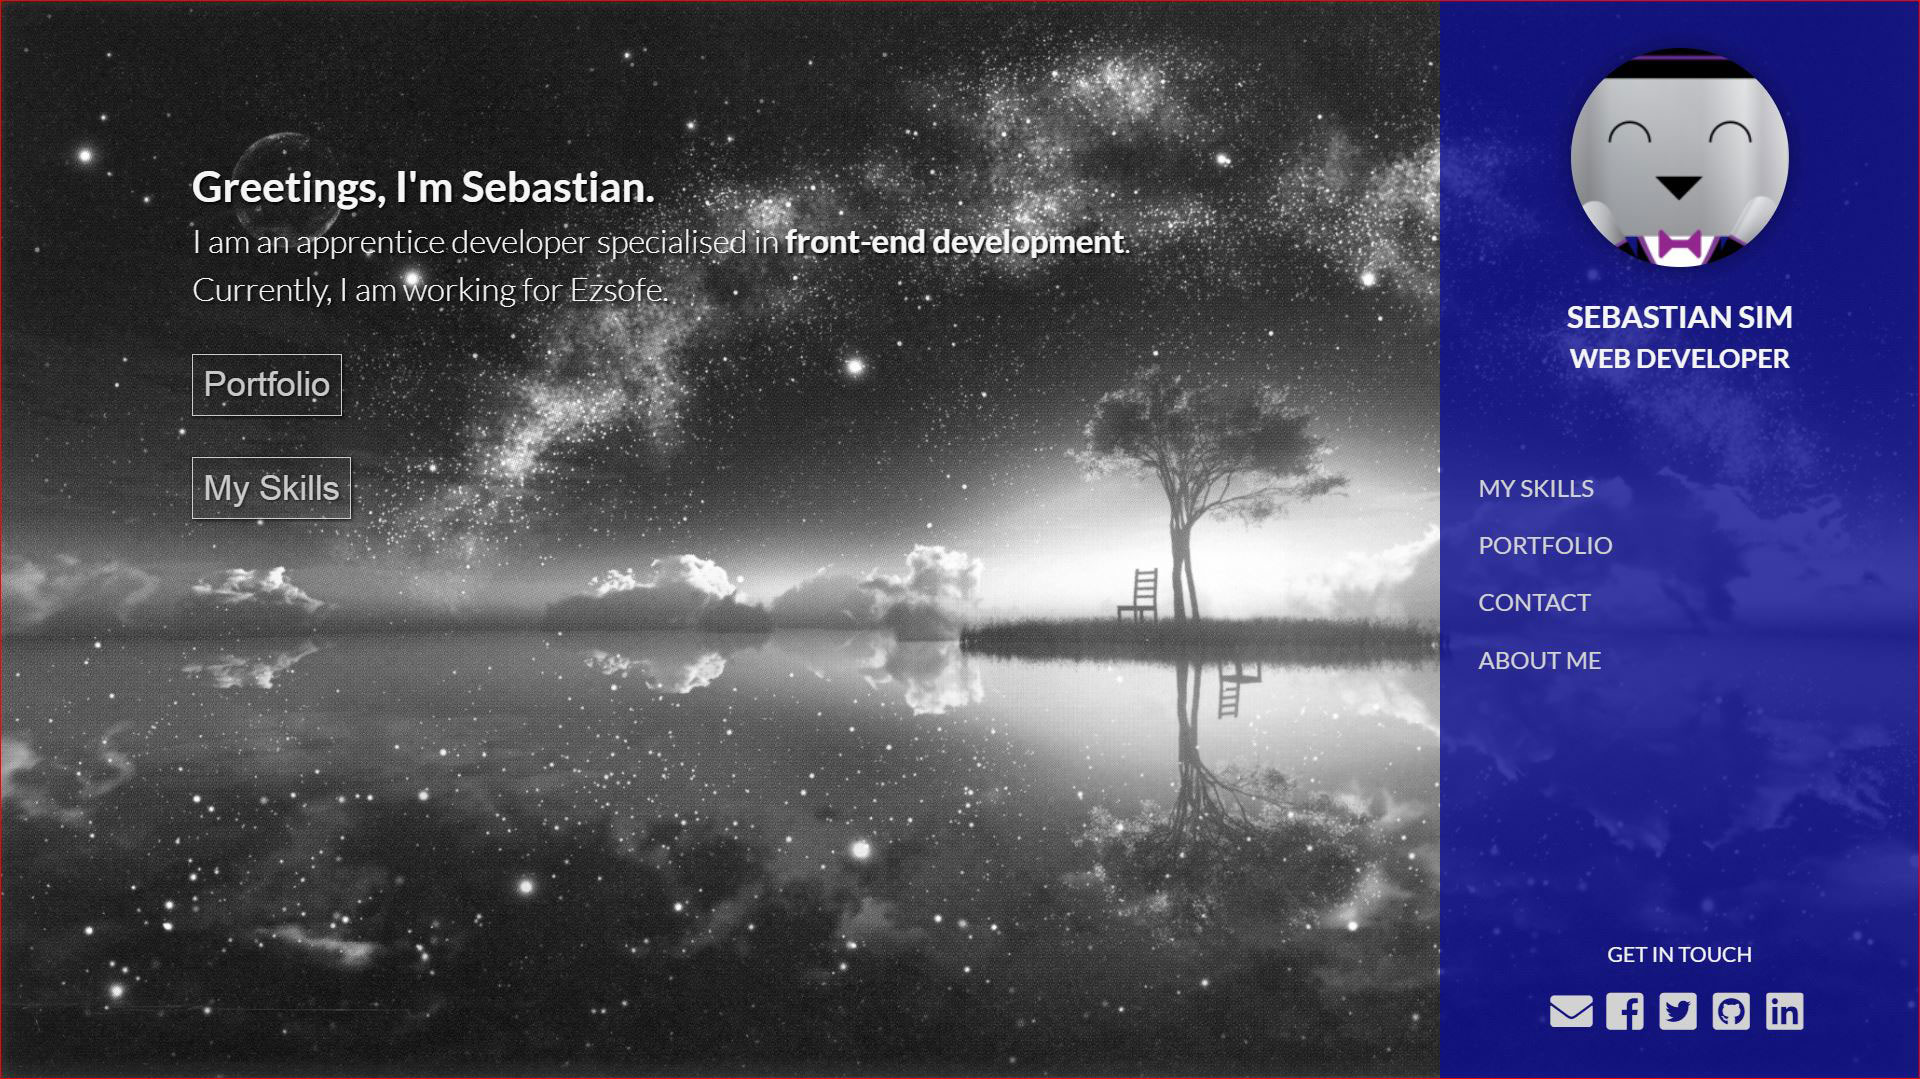 Greetings, I'm Sebastian.
I am an apprentice developer specialised in front-end development.
Currently, I am working for Ezsofe.
Portfolio
My Skills
SEBASTIAN SIM
WEB DEVELOPER
MY SKILLS
PORTFOLIO
CONTACT
ABOUT ME
GET IN TOUCH